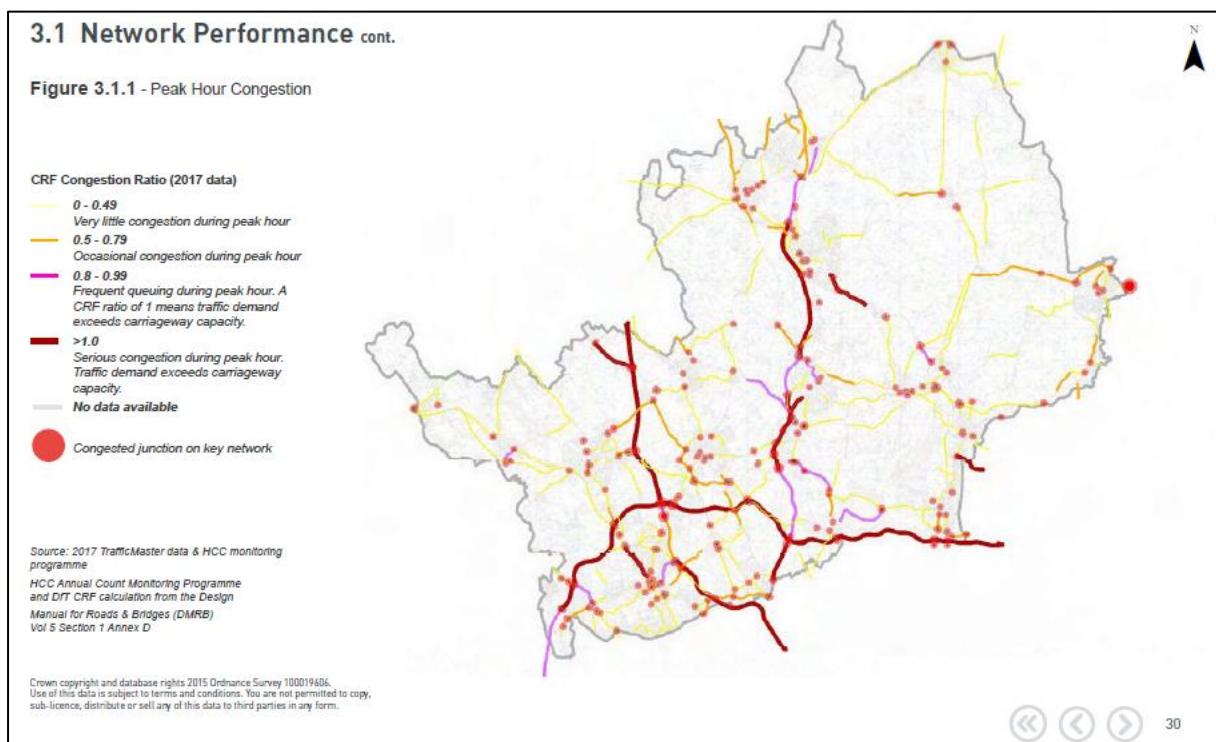 3.1 Network Performance cont.
Figure 3.1.1 - Peak Hour Congestion
N
CRF Congestion Ratio (2017 data)
0 - 0.49
Very little congestion during peak hour
0.5 - 0.79
Occasional congestion during peak hour
0.8 - 0.99
Frequent queuing during peak hour. A
CRF ratio of 1 means traffic demand
exceeds carriageway capacity.
>1.0
Serious congestion during peak hour.
Traffic demand exceeds carriageway
capacity.
No data available
Congested junction on key network
Source: 2017 TrafficMaster data & HCC monitoring
programme
HCC Annual Count Monitoring Programme
and DfT CRF calculation from the Design
Manual for Roads & Bridges (DMRB)
Vol 5 Section 1 Annex D
Crown copyright and database rights 2015 Ordnance Survey 100019606.
Use of this data is subject to terms and conditions. You are not permitted to copy,
sub-licence, distribute or sell any of this data to third parties in any form.
30